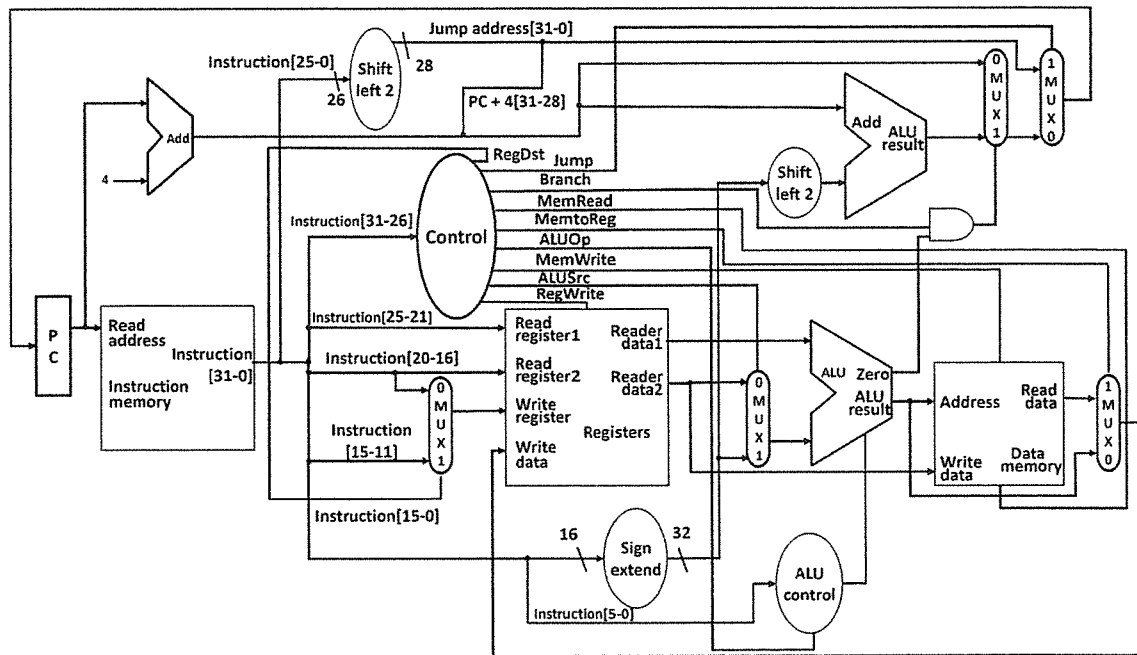 Jump address[31-0]
Instruction[25-0]
Shift
left 2
28
26
PC + 4[31-28]
Add
4
0
M
U
X
1
1
M
U
X
0
Add
ALU
result
Shift
left 2
RegDst
Jump
Branch
MemRead
MemtoReg
ALUOp
MemWrite
ALUSrc
RegWrite
Instruction[31-26]
Control
P
C
Read
address
Instruction
[31-0]
Instruction
memory
Instruction[25-21]
Instruction[20-16]
0
M
U
X
1
Instruction
[15-11]
Instruction[15-0]
Read
register1
Read
register2
Write
register
Write
data
Reader
data1
Reader
data2
Registers
0
M
U
X
1
ALU
Zero
ALU
result
Address
Read
data
Write
data
Data
memory
1
M
U
X
0
16
Sign
extend
32
ALU
control
Instruction[5-0]